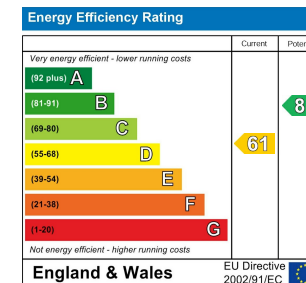 Energy Efficiency Rating
Current
Very energy efficient - lower running costs
(92 plus) A
(81-91) B
(69-80) C
(55-68) D
61
(39-54) E
(21-38) F
(1-20) G
Not energy efficient - higher running costs
England & Wales
EU Directive
2002/91/EC